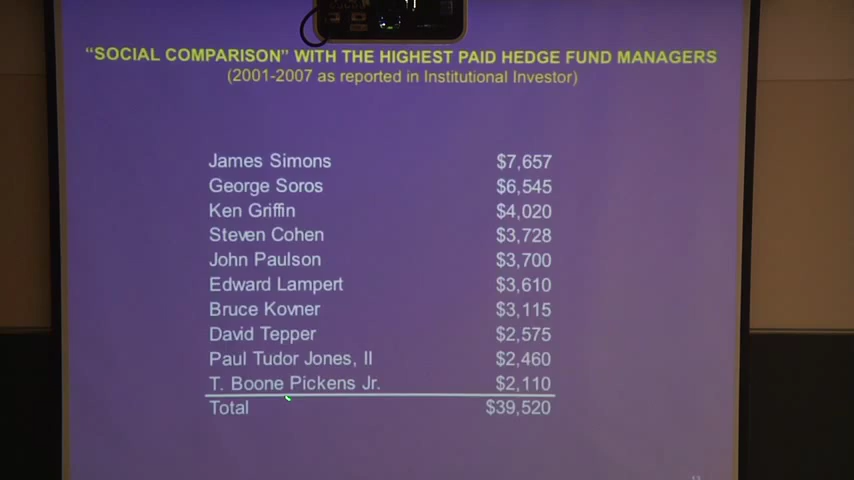 “SOCIAL COMPARISON” WITH THE HIGHEST PAID HEDGE FUND MANAGERS
(2001-2007 as reported in Institutional Investor)
James Simons $7,657
George Soros $6,545
Ken Griffin $4,020
Steven Cohen $3,728
John Paulson $3,700
Edward Lampert $3,610
Bruce Kovner $3,115
David Tepper $2,575
Paul Tudor Jones, II $2,460
T. Boone Pickens Jr. $2,110
Total $39,520